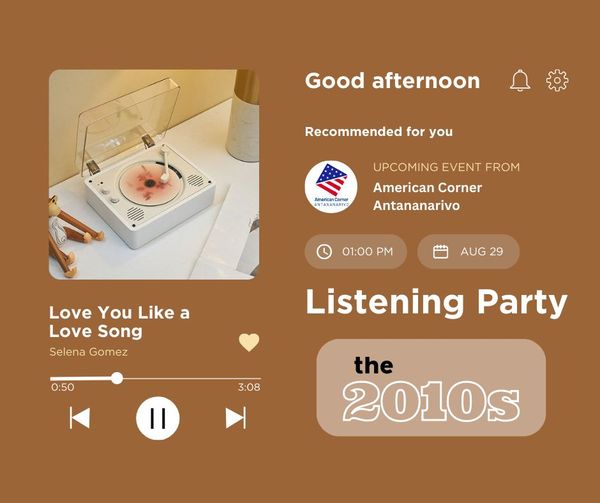 Good afternoon
Recommended for you
American Corner
ANTANANARIVO
UPCOMING EVENT FROM
American Corner
Antananarivo
01:00 PM
AUG 29
Listening Party
the
2010s
Love You Like a
Love Song
Selena Gomez
0:50
3:08